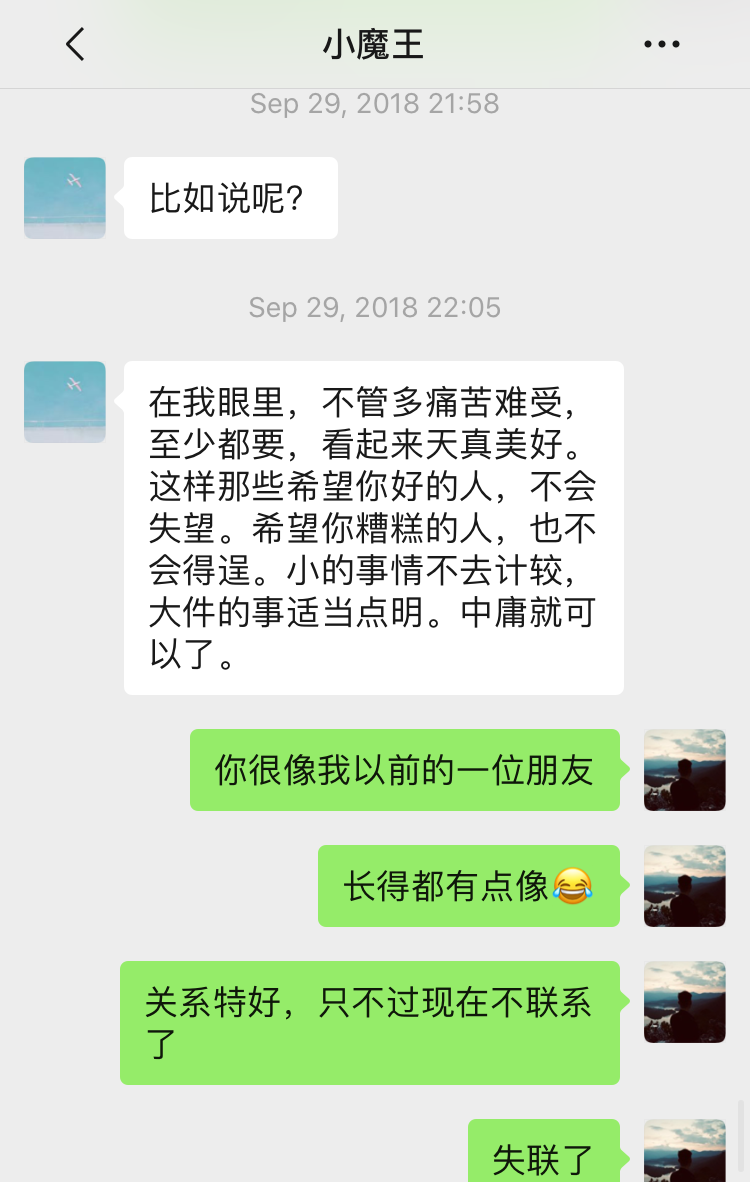 小魔王
Sep 29, 2018 21:58
比如说呢?
Sep 29, 2018 22:05
在我眼里，不管多痛苦难受，
至少都要，看起来天真美好。
这样那些希望你好的人，不会
失望。希望你糟糕的人，也不
会得逞。小的事情不去计较，
大件的事适当点明。中庸就可
以了。
你很像我以前的一位朋友
长得都有点像😂
关系特好，只不过现在不联系
了
失联了